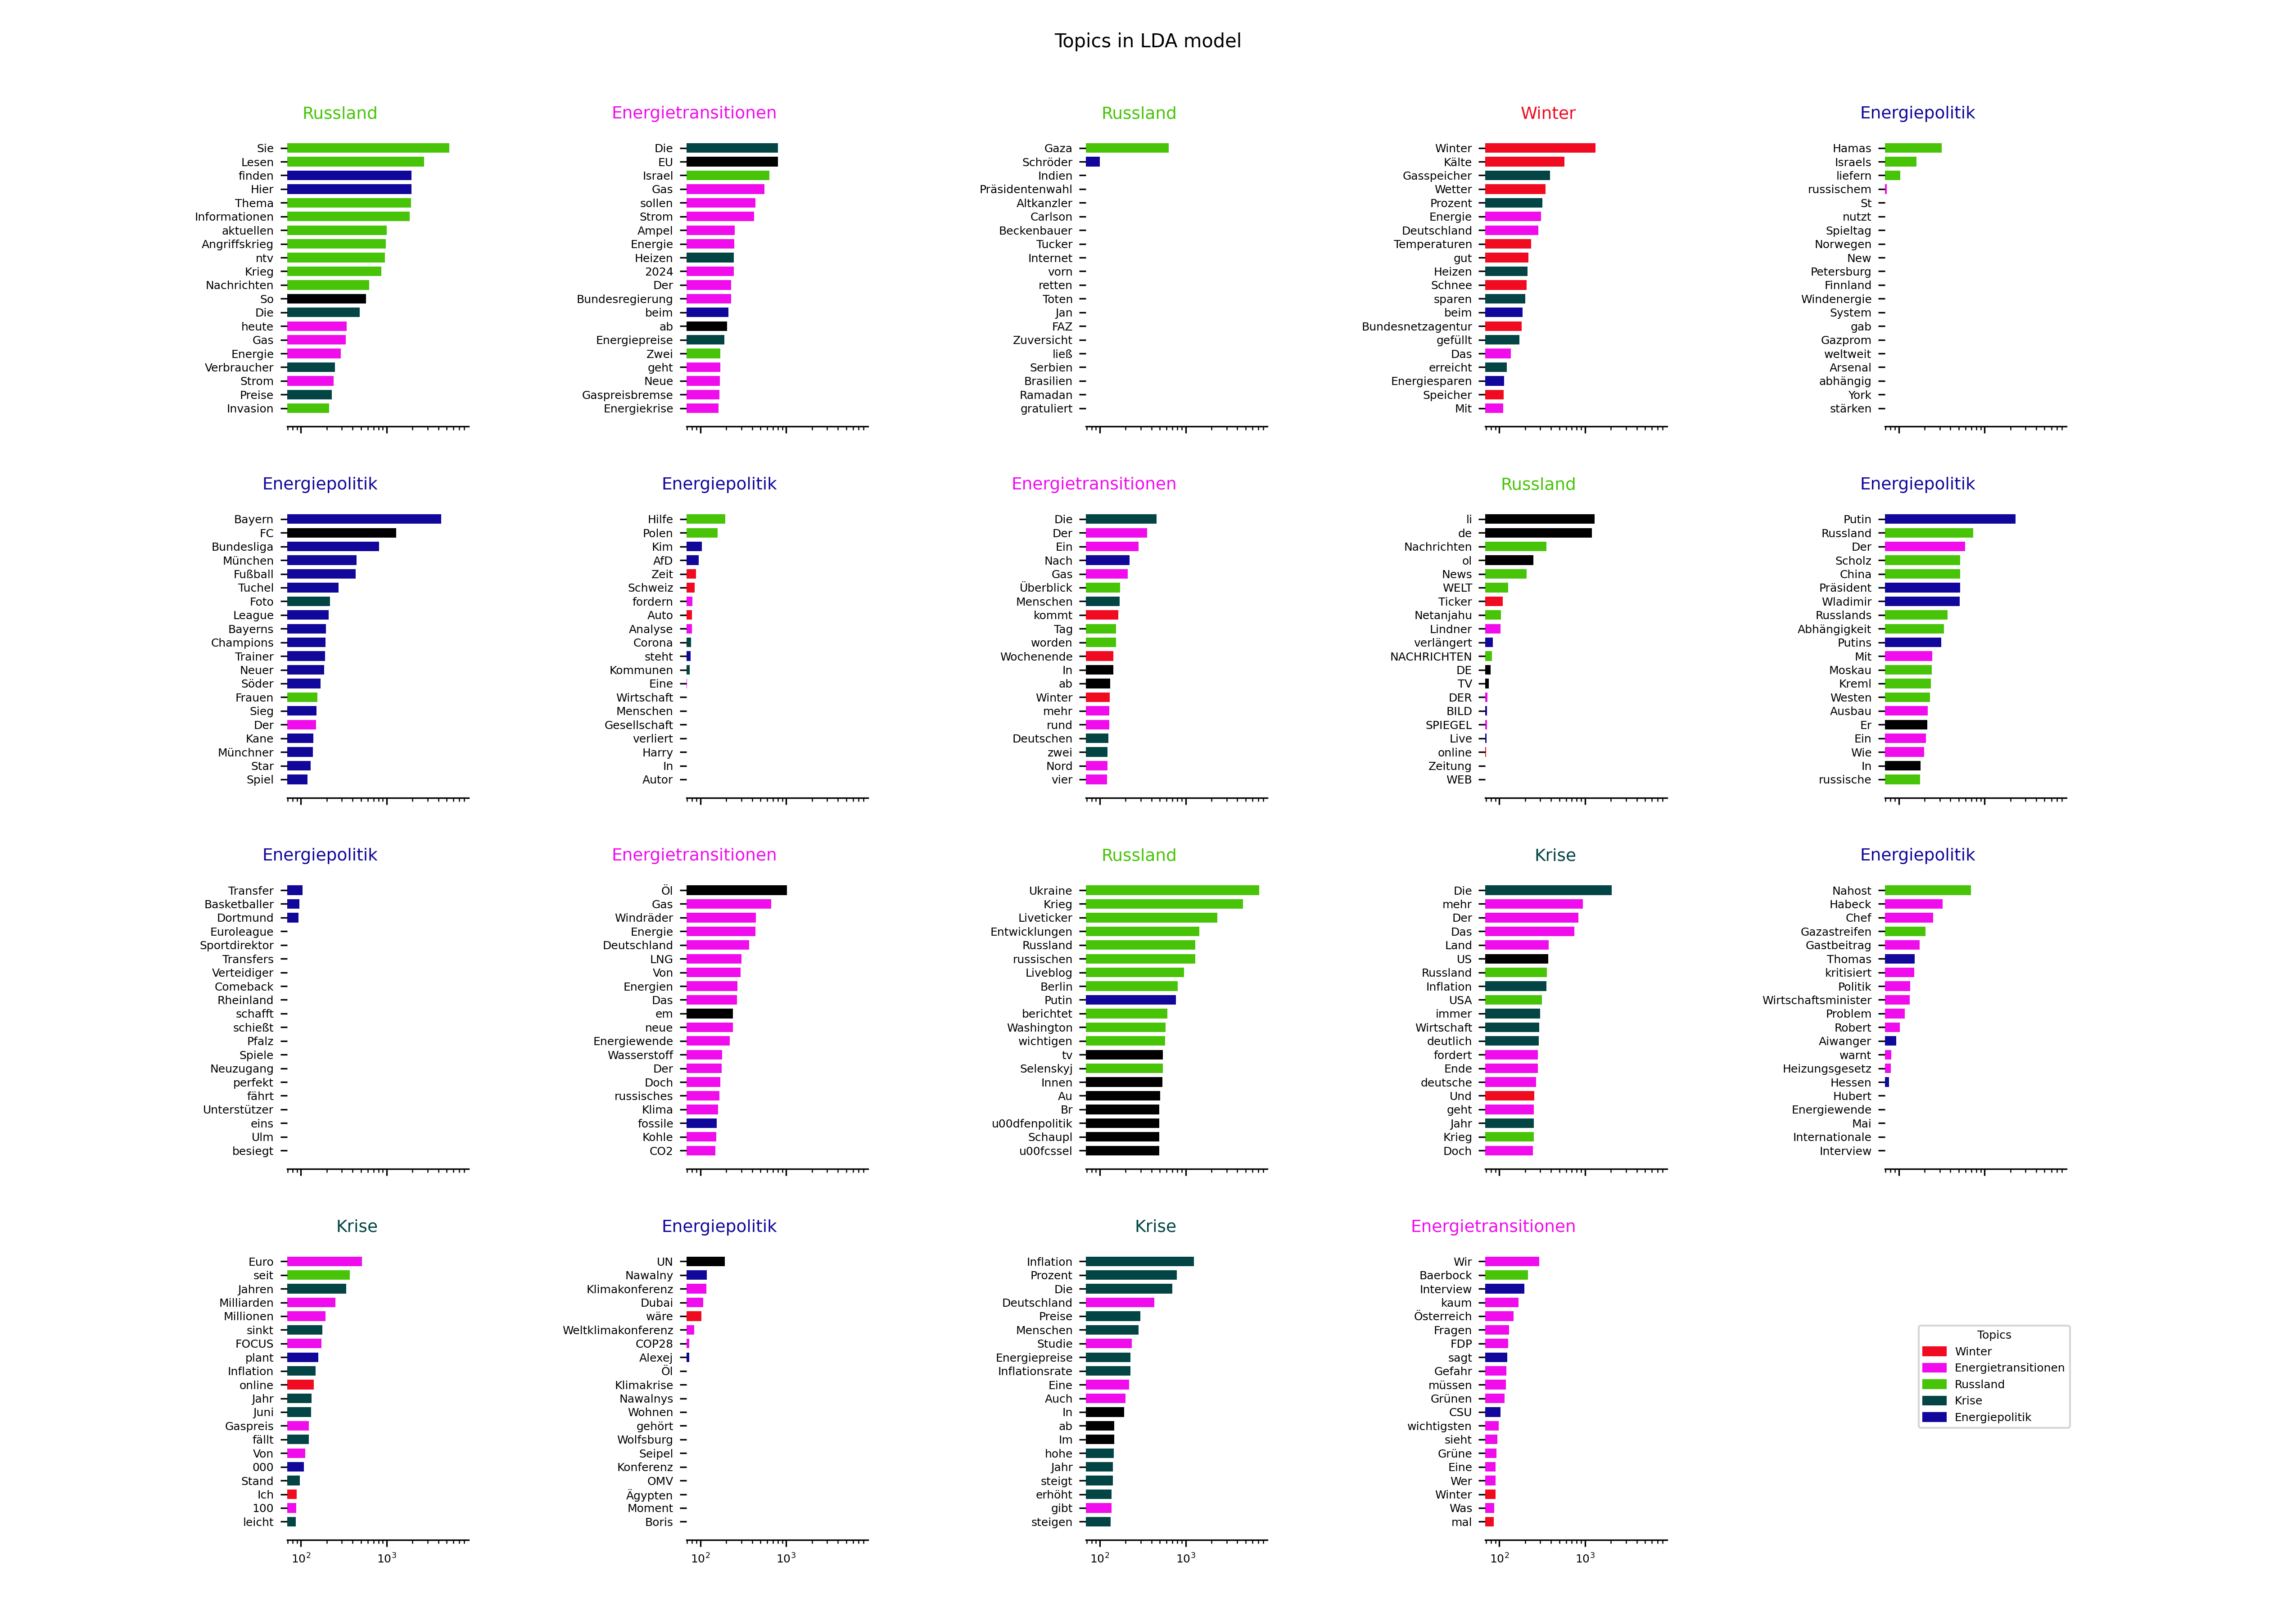 Topics in LDA model
Russland
Sie
Lesen
finden
Hier
Thema
Informationen
aktuellen
Angriffskrieg
ntv
Krieg
Nachrichten
So
Die
heute
Gas
Energie
Verbraucher
Strom
Preise
Invasion
Energietransitionen
Die
EU
Israel
Gas
sollen
Strom
Ampel
Energie
Heizen
2024
Der
Bundesregierung
beim
ab
Energiepreise
Zwei
geht
Neue
Gaspreisbremse
Energiekrise
Russland
Gaza
Schröder
Indien
Präsidentenwahl
Altkanzler
Carlson
Beckenbauer
Tucker
Internet
vorn
retten
Toten
Jan
FAZ
Zuversicht
ließ
Serbien
Brasilien
Ramadan
gratuliert
Winter
Winter
Kälte
Gasspeicher
Wetter
Prozent
Energie
Deutschland
Temperaturen
gut
Heizen
Schnee
sparen
beim
Bundesnetzagentur
gefüllt
Das
erreicht
Energiesparen
Speicher
Mit
Energiepolitik
Hamas
Israels
liefern
russischem
St
nutzt
Spieltag
Norwegen
New
Petersburg
Finnland
Windenergie
System
gab
Gazprom
weltweit
Arsenal
abhängig
York
stärken
Energiepolitik
Bayern
FC
Bundesliga
München
Fußball
Tuchel
Foto
League
Bayerns
Champions
Trainer
Neuer
Söder
Frauen
Sieg
Der
Kane
Münchner
Star
Spiel
Energiepolitik
Hilfe
Polen
Kim
AfD
Zeit
Schweiz
fordern
Auto
Analyse
Corona
steht
Kommunen
Eine
Wirtschaft
Menschen
Gesellschaft
verliert
Harry
In
Autor
Energietransitionen
Die
Der
Ein
Nach
Gas
Überblick
Menschen
kommt
Tag
worden
Wochenende
In
ab
Winter
mehr
rund
Deutschen
zwei
Nord
vier
Russland
li
de
Nachrichten
ol
News
WELT
Ticker
Netanjahu
Lindner
verlängert
NACHRICHTEN
DE
TV
DER
BILD
SPIEGEL
Live
online
Zeitung
WEB
Energiepolitik
Putin
Russland
Der
Scholz
China
Präsident
Wladimir
Russlands
Abhängigkeit
Putins
Mit
Moskau
Kreml
Westen
Ausbau
Er
Ein
Wie
In
russische
Energiepolitik
Transfer
Basketballer
Dortmund
Euroleague
Sportdirektor
Transfers
Verteidiger
Comeback
Rheinland
schafft
schießt
Pfalz
Spiele
Neuzugang
perfekt
fährt
Unterstützer
eins
Ulm
besiegt
Energietransitionen
Öl
Gas
Windräder
Energie
Deutschland
LNG
Von
Energien
Das
em
neue
Energiewende
Wasserstoff
Der
Doch
russisches
Klima
fossile
Kohle
CO2
Russland
Ukraine
Krieg
Liveticker
Entwicklungen
Russland
russischen
Liveblog
Berlin
Putin
berichtet
Washington
wichtigen
tv
Selenskyj
Innen
Au
Br
u00dfenpolitik
Schaupl
u00fcssel
Krise
Die
mehr
Der
Das
Land
US
Russland
Inflation
USA
immer
Wirtschaft
deutlich
fordert
Ende
deutsche
Und
geht
Jahr
Krieg
Doch
Energiepolitik
Nahost
Habeck
Chef
Gazastreifen
Gastbeitrag
Thomas
kritisiert
Politik
Wirtschaftsminister
Problem
Robert
Aiwanger
warnt
Heizungsgesetz
Hessen
Hubert
Energiewende
Mai
Internationale
Interview
Krise
Euro
seit
Jahren
Milliarden
Millionen
sinkt
FOCUS
plant
Inflation
online
Jahr
Juni
Gaspreis
fällt
Von
000
Stand
Ich
100
leicht
10² 10³
Energiepolitik
UN
Nawalny
Klimakonferenz
Dubai
wäre
Weltklimakonferenz
COP28
Alexej
Öl
Klimakrise
Nawalnys
Wohnen
gehört
Wolfsburg
Seipel
Konferenz
OMV
Ägypten
Moment
Boris
10² 10³
Krise
Inflation
Prozent
Die
Deutschland
Preise
Menschen
Studie
Energiepreise
Inflationsrate
Eine
Auch
In
ab
Im
hohe
Jahr
steigt
erhöht
gibt
steigen
10² 10³
Energietransitionen
Wir
Baerbock
Interview
kaum
Österreich
Fragen
FDP
sagt
Gefahr
müssen
Grünen
CSU
wichtigsten
sieht
Grüne
Eine
Wer
Winter
Was
mal
10² 10³
Topics
Winter
Energietransitionen
Russland
Krise
Energiepolitik